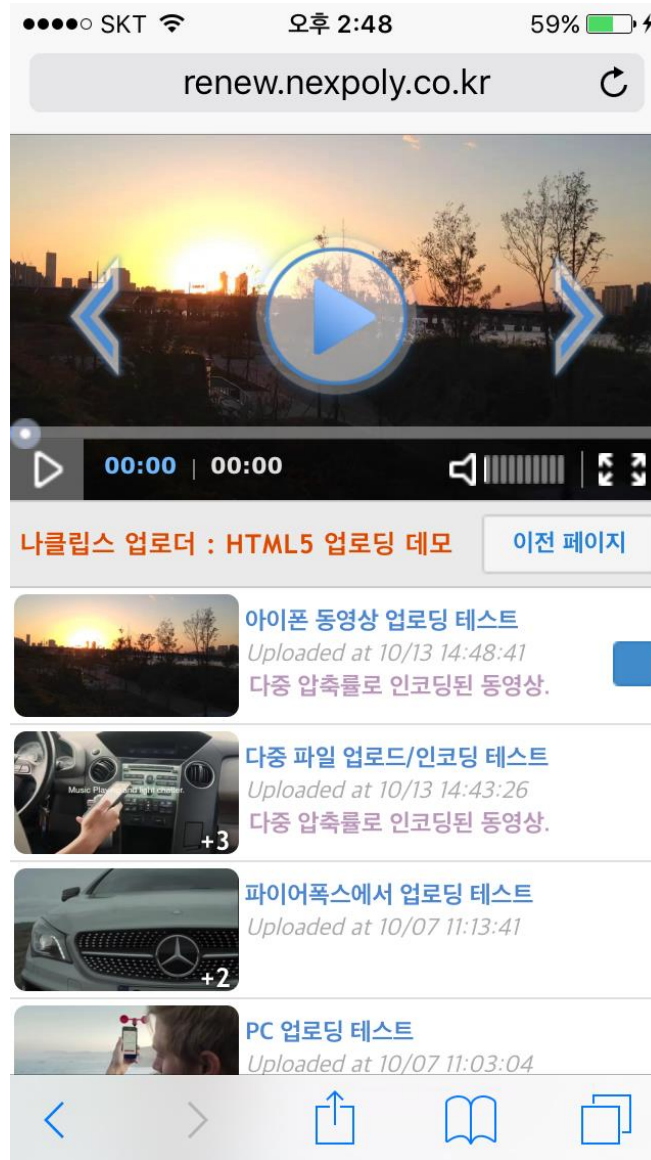 SKT 오후 2:48 59%
renew.nexpoly.co.kr
00:00 | 00:00
나클립스 업로더 : HTML5 업로딩 데모 이전 페이지
아이폰 동영상 업로딩 테스트
Uploaded at 10/13 14:48:41
다중 압축률로 인코딩된 동영상.
다중 파일 업로드/인코딩 테스트
Music Playing and light chatter.
Uploaded at 10/13 14:43:26
다중 압축률로 인코딩된 동영상.
+3
파이어폭스에서 업로딩 테스트
Uploaded at 10/07 11:13:41
+2
PC 업로딩 테스트
Uploaded at 10/07 11:03:04